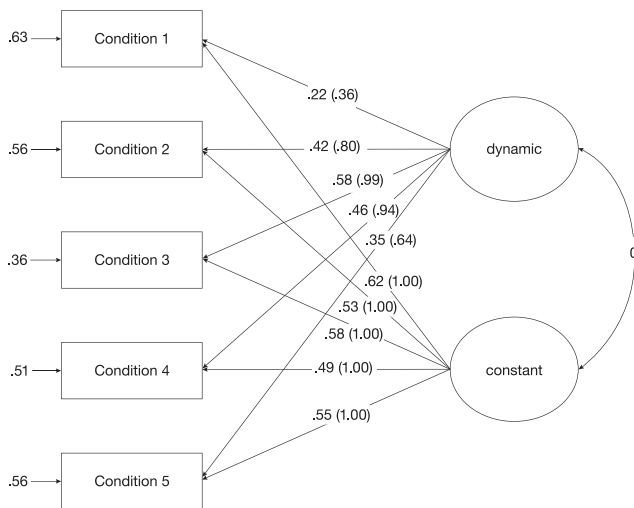 .63
Condition 1
.22 (.36)
.56
Condition 2
.42 (.80)
dynamic
.58 (.99)
.46 (.94)
.35 (.64)
.36
Condition 3
0
.62 (1.00)
.53 (1.00)
.58 (1.00)
.51
Condition 4
.49 (1.00)
constant
.55 (1.00)
.56
Condition 5